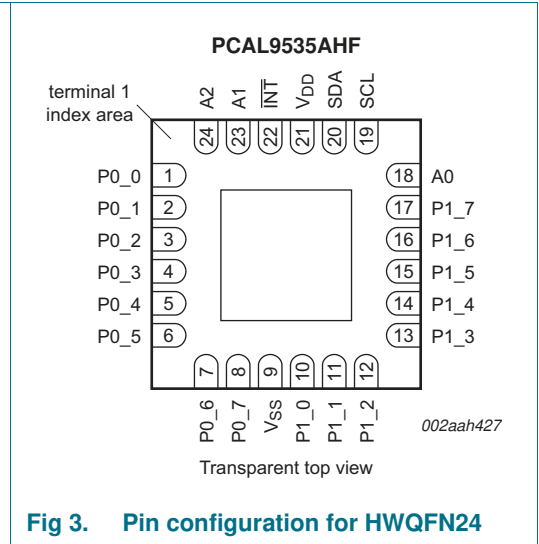 PCAL9535AHF
terminal 1
index area
A2
A1
I̅N̅T̅
VDD
SDA
SCL
24
23
22
21
20
19
P0_0 1
P0_1 2
P0_2 3
P0_3 4
P0_4 5
P0_5 6
18 A0
17 P1_7
16 P1_6
15 P1_5
14 P1_4
13 P1_3
7
8
9
10
11
12
P0_6
P0_7
VSS
P1_0
P1_1
P1_2
002aah427
Transparent top view
Fig 3. Pin configuration for HWQFN24